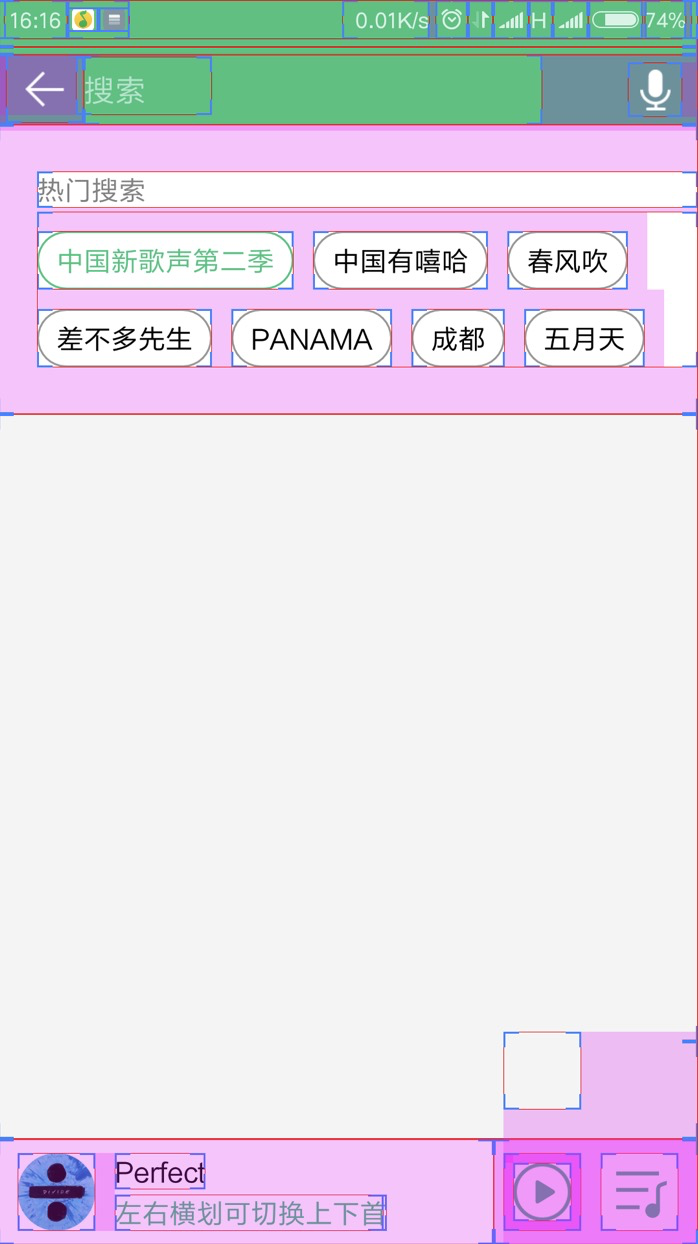 16:16 0.01K/s H 74%
搜索
热门搜索
中国新歌声第二季 中国有嘻哈 春风吹
差不多先生 PANAMA 成都 五月天
Perfect
左右横划可切换上下首